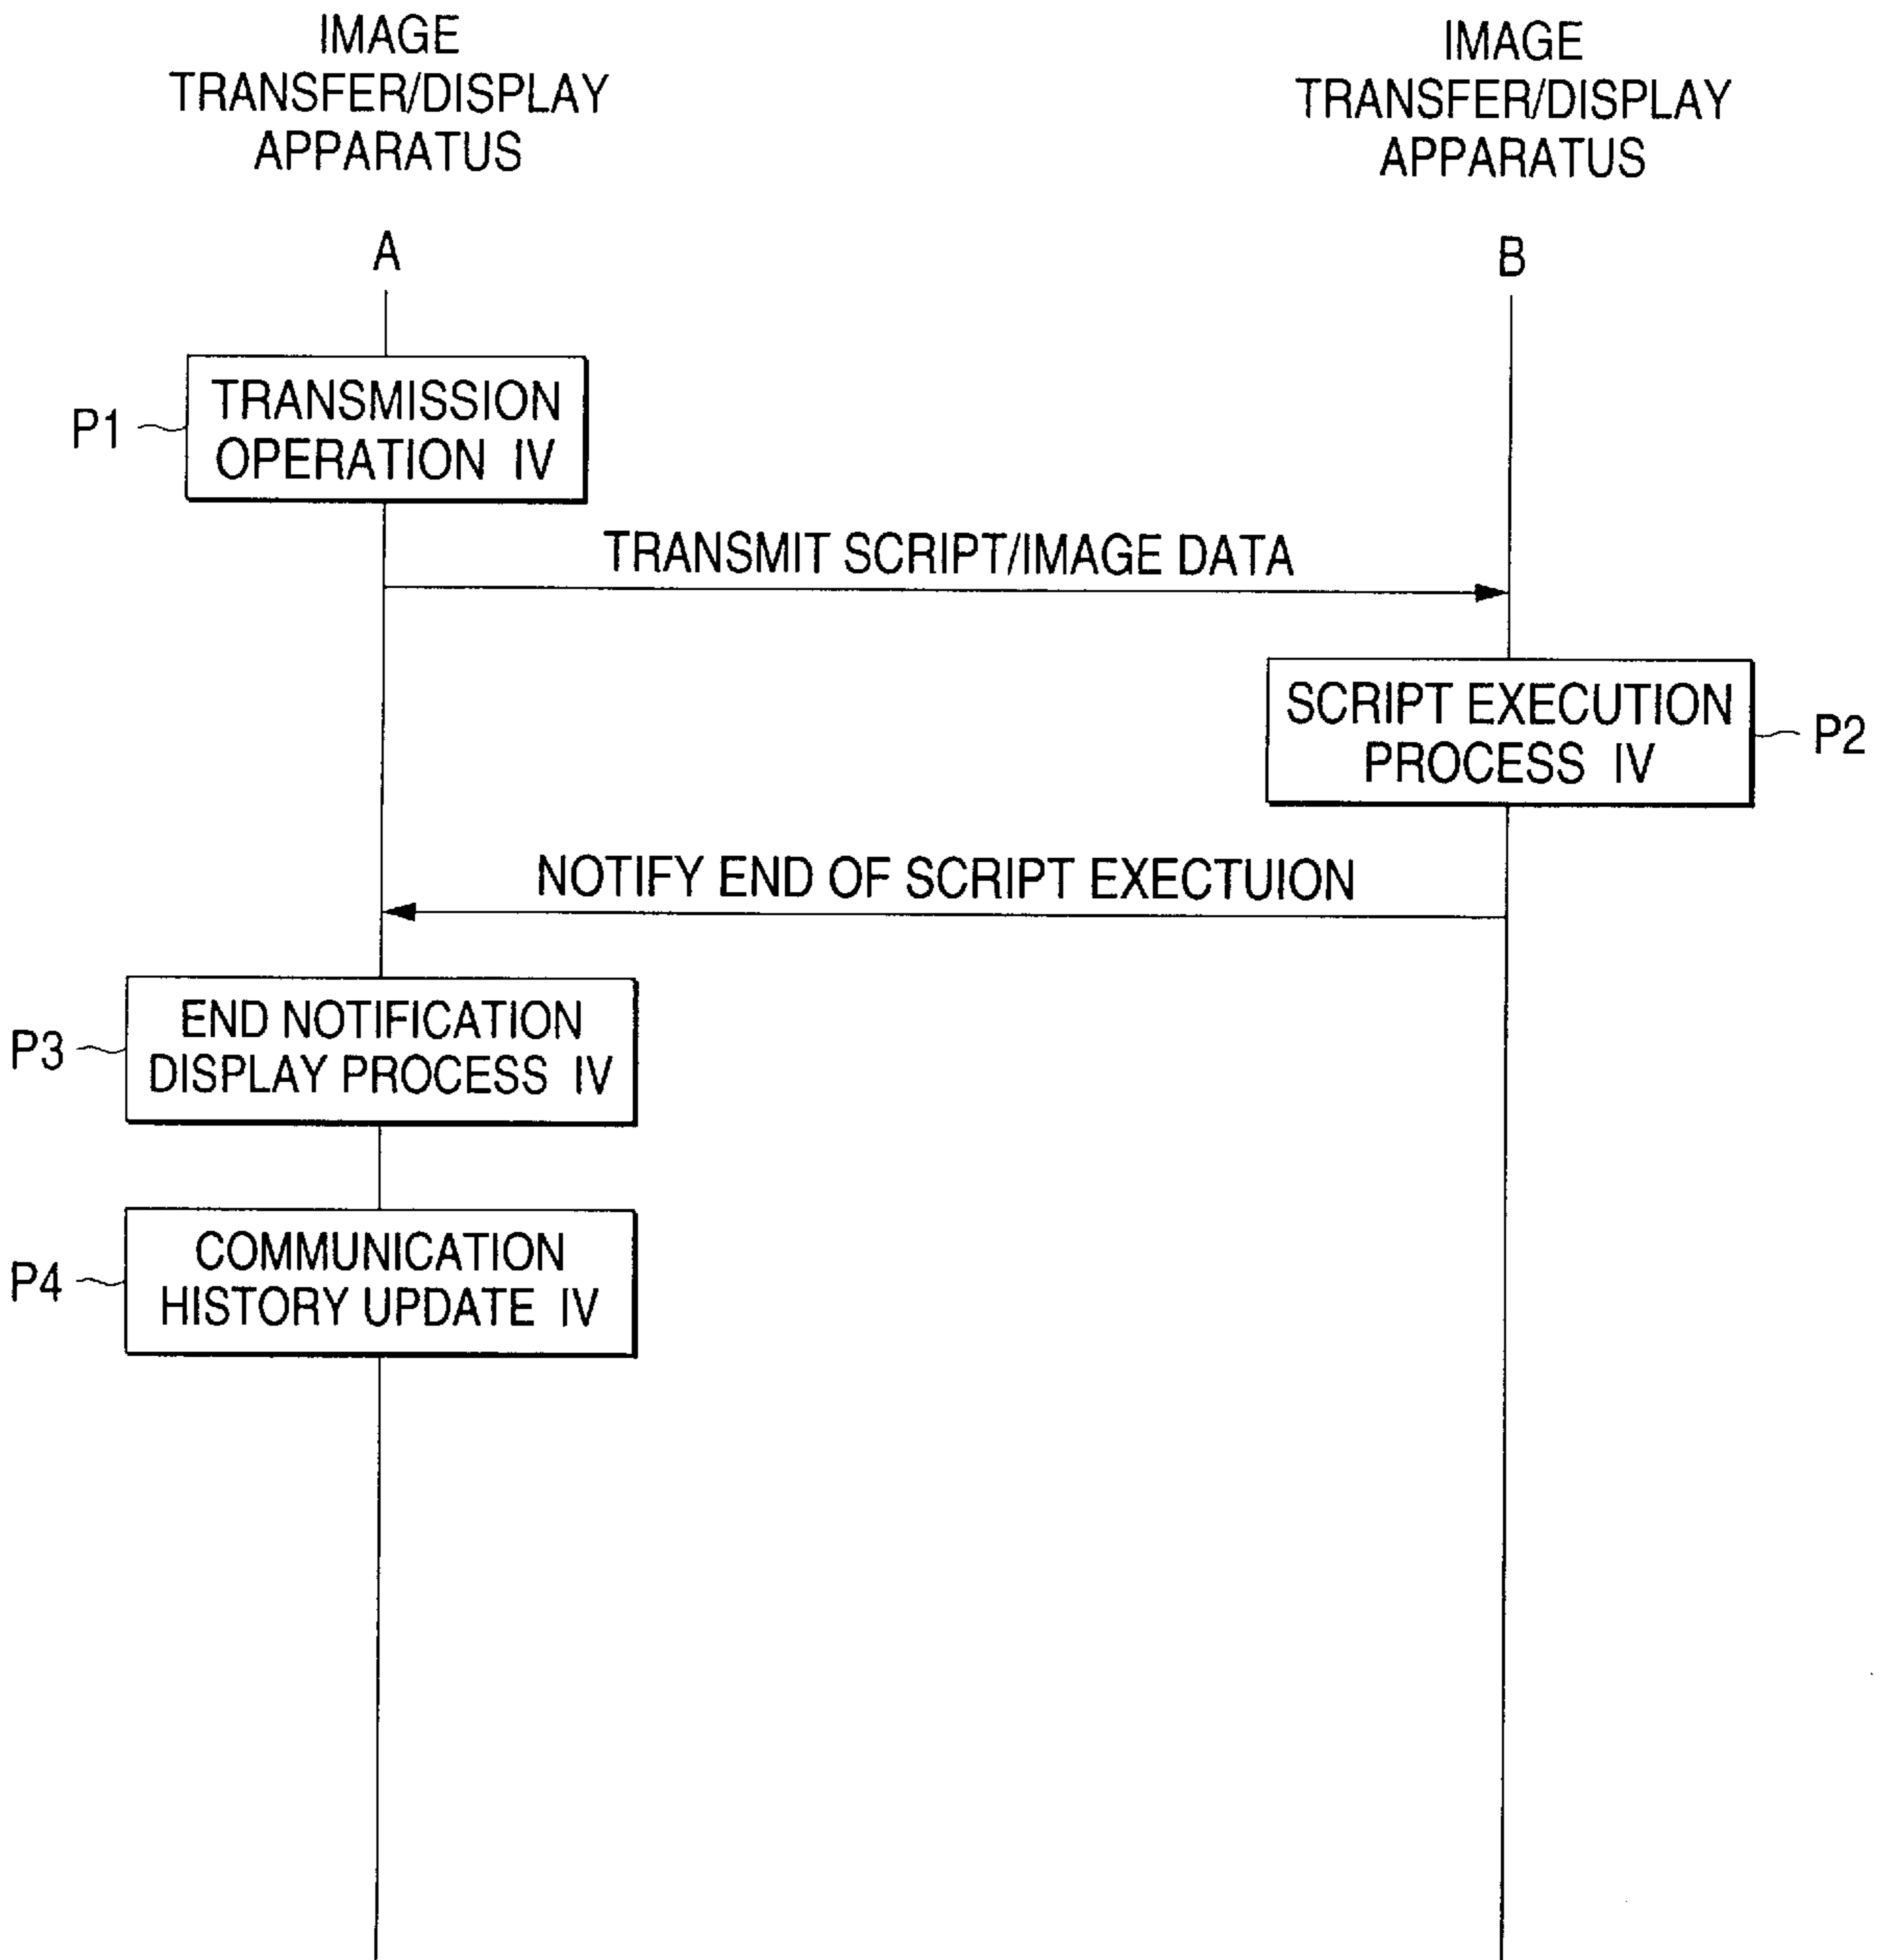 IMAGE
TRANSFER/DISPLAY
APPARATUS
A
IMAGE
TRANSFER/DISPLAY
APPARATUS
B
P1
TRANSMISSION
OPERATION IV
TRANSMIT SCRIPT/IMAGE DATA
SCRIPT EXECUTION
PROCESS IV
P2
NOTIFY END OF SCRIPT EXECTUION
P3
END NOTIFICATION
DISPLAY PROCESS IV
P4
COMMUNICATION
HISTORY UPDATE IV